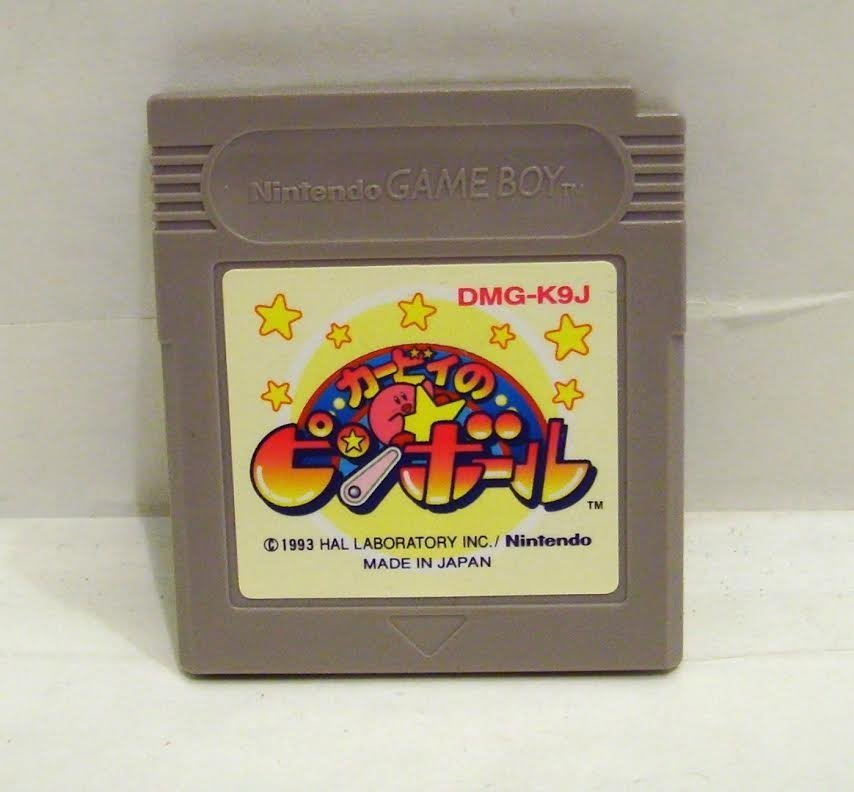 Nintendo GAME BOY TM
DMG-K9J
カービィの
ピンボール TM
© 1993 HAL LABORATORY INC./ Nintendo
MADE IN JAPAN